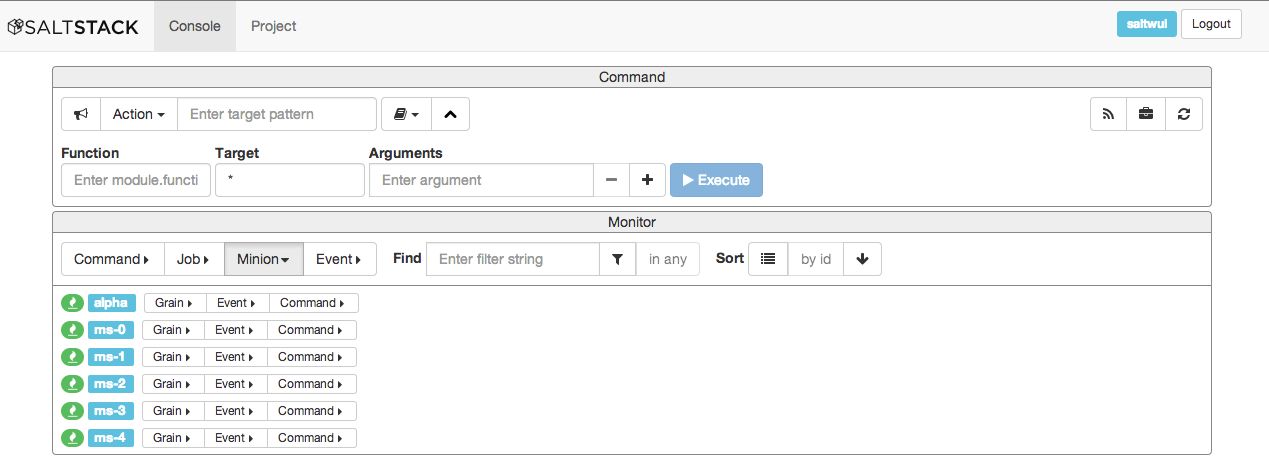 SALTSTACK Console Project saltwui Logout
Command
Action Enter target pattern
Function Target Arguments
Enter module.functi * Enter argument Execute
Monitor
Command Job Minion Event Find Enter filter string in any Sort by id
alpha Grain Event Command
ms-0 Grain Event Command
ms-1 Grain Event Command
ms-2 Grain Event Command
ms-3 Grain Event Command
ms-4 Grain Event Command